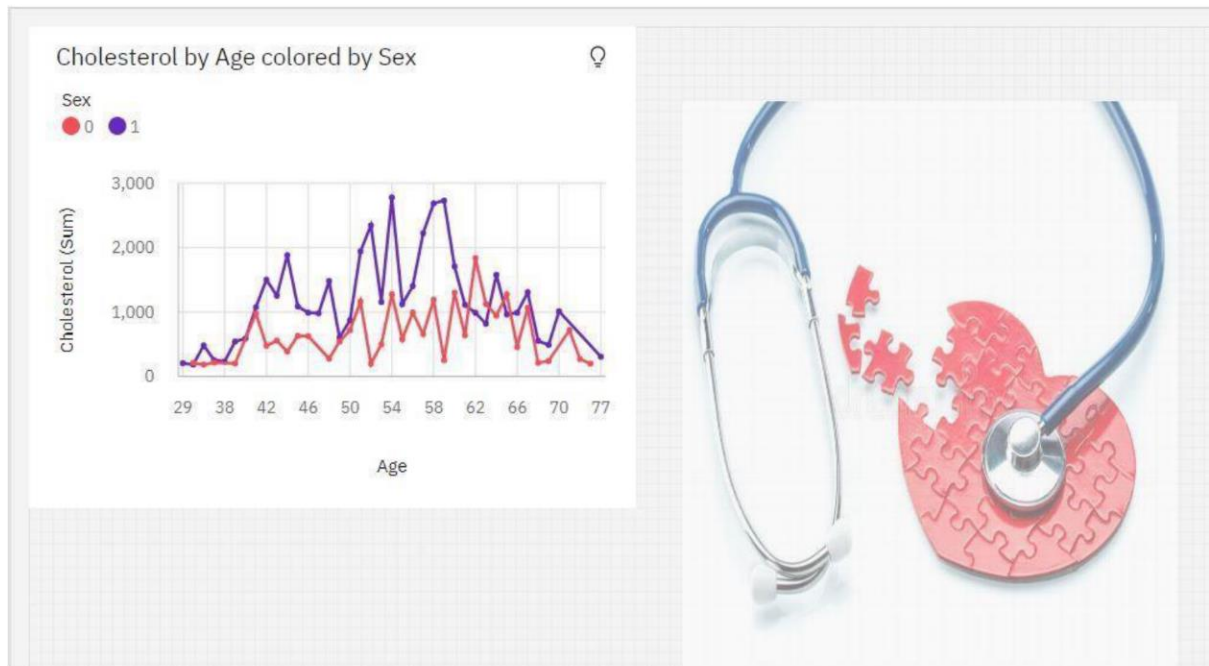 Cholesterol by Age colored by Sex
Sex
0 1
3,000
2,000
1,000
0
Cholesterol (Sum)
29 38 42 46 50 54 58 62 66 70 77
Age